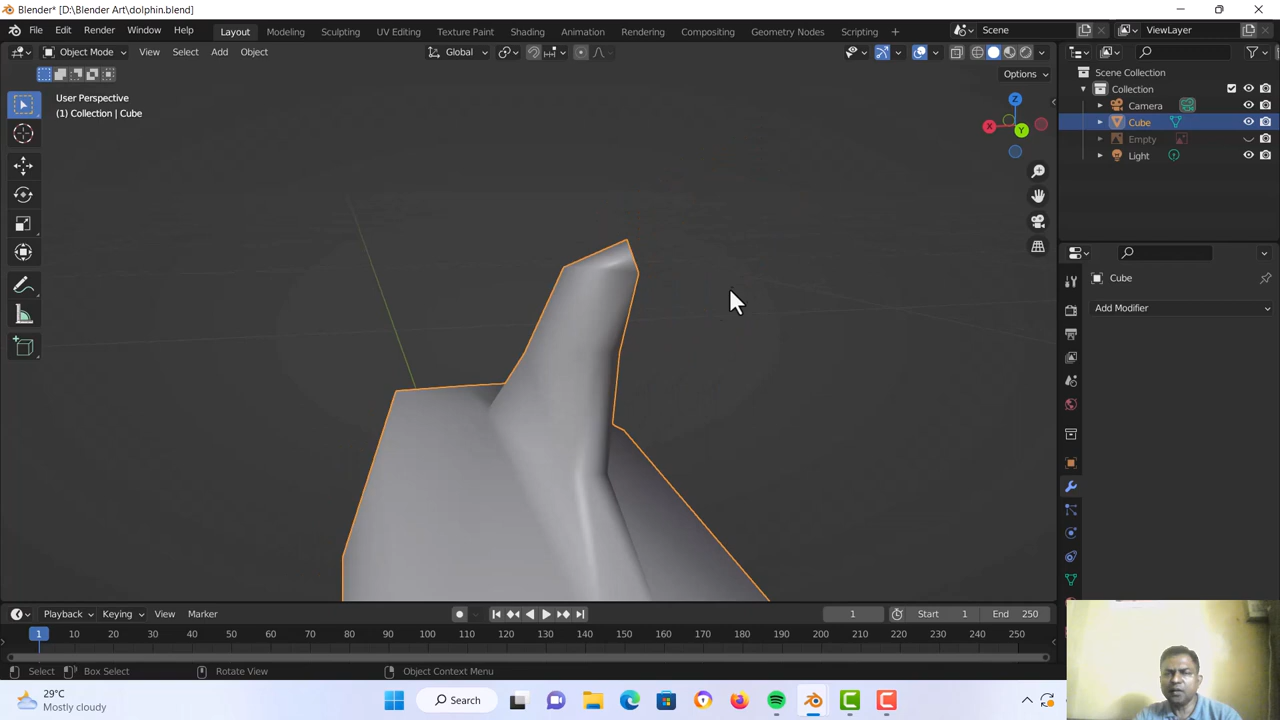 Blender* [D:\Blender Art\dolphin.blend]
File Edit Render Window Help Layout Modeling Sculpting UV Editing Texture Paint Shading Animation Rendering Compositing Geometry Nodes Scripting Scene ViewLayer
Object Mode View Select Add Object Global
Options
User Perspective
(1) Collection | Cube
Z
X
Y
Scene Collection
Collection
Camera
Cube
Empty
Light
Cube
Add Modifier
Playback Keying View Marker 1 Start 1 End 250
1 10 20 30 40 50 60 70 80 90 100 110 120 130 140 150 160 170 180 190 200 210 220 230 240 250
Select Box Select Rotate View Object Context Menu
29°C
Mostly cloudy
Search